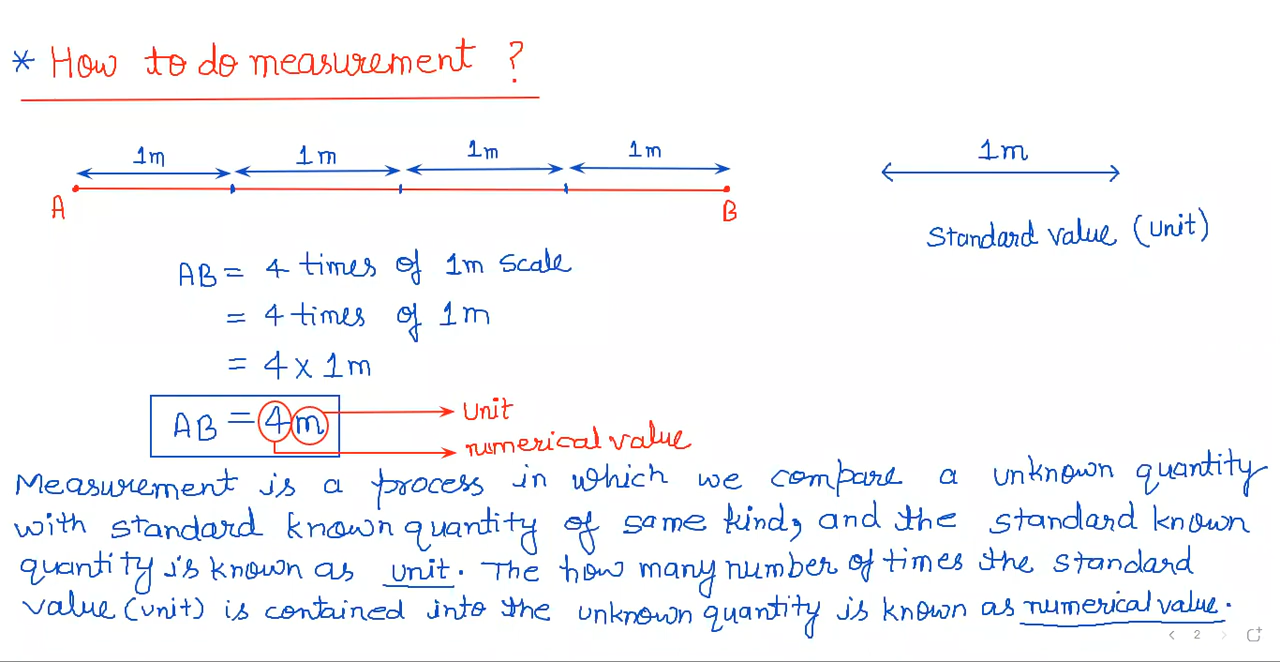 * How to do measurement ?
1m 1m 1m 1m 1m
A B
Standard value (unit)
AB = 4 times of 1m scale
= 4 times of 1m
= 4 x 1m
AB = 4m
Unit
numerical value
Measurement is a process in which we compare a unknown quantity
with standard known quantity of same kind, and the standard known
quantity is known as unit. The how many number of times the standard
value (unit) is contained into the unknown quantity is known as numerical value.
< 2 >